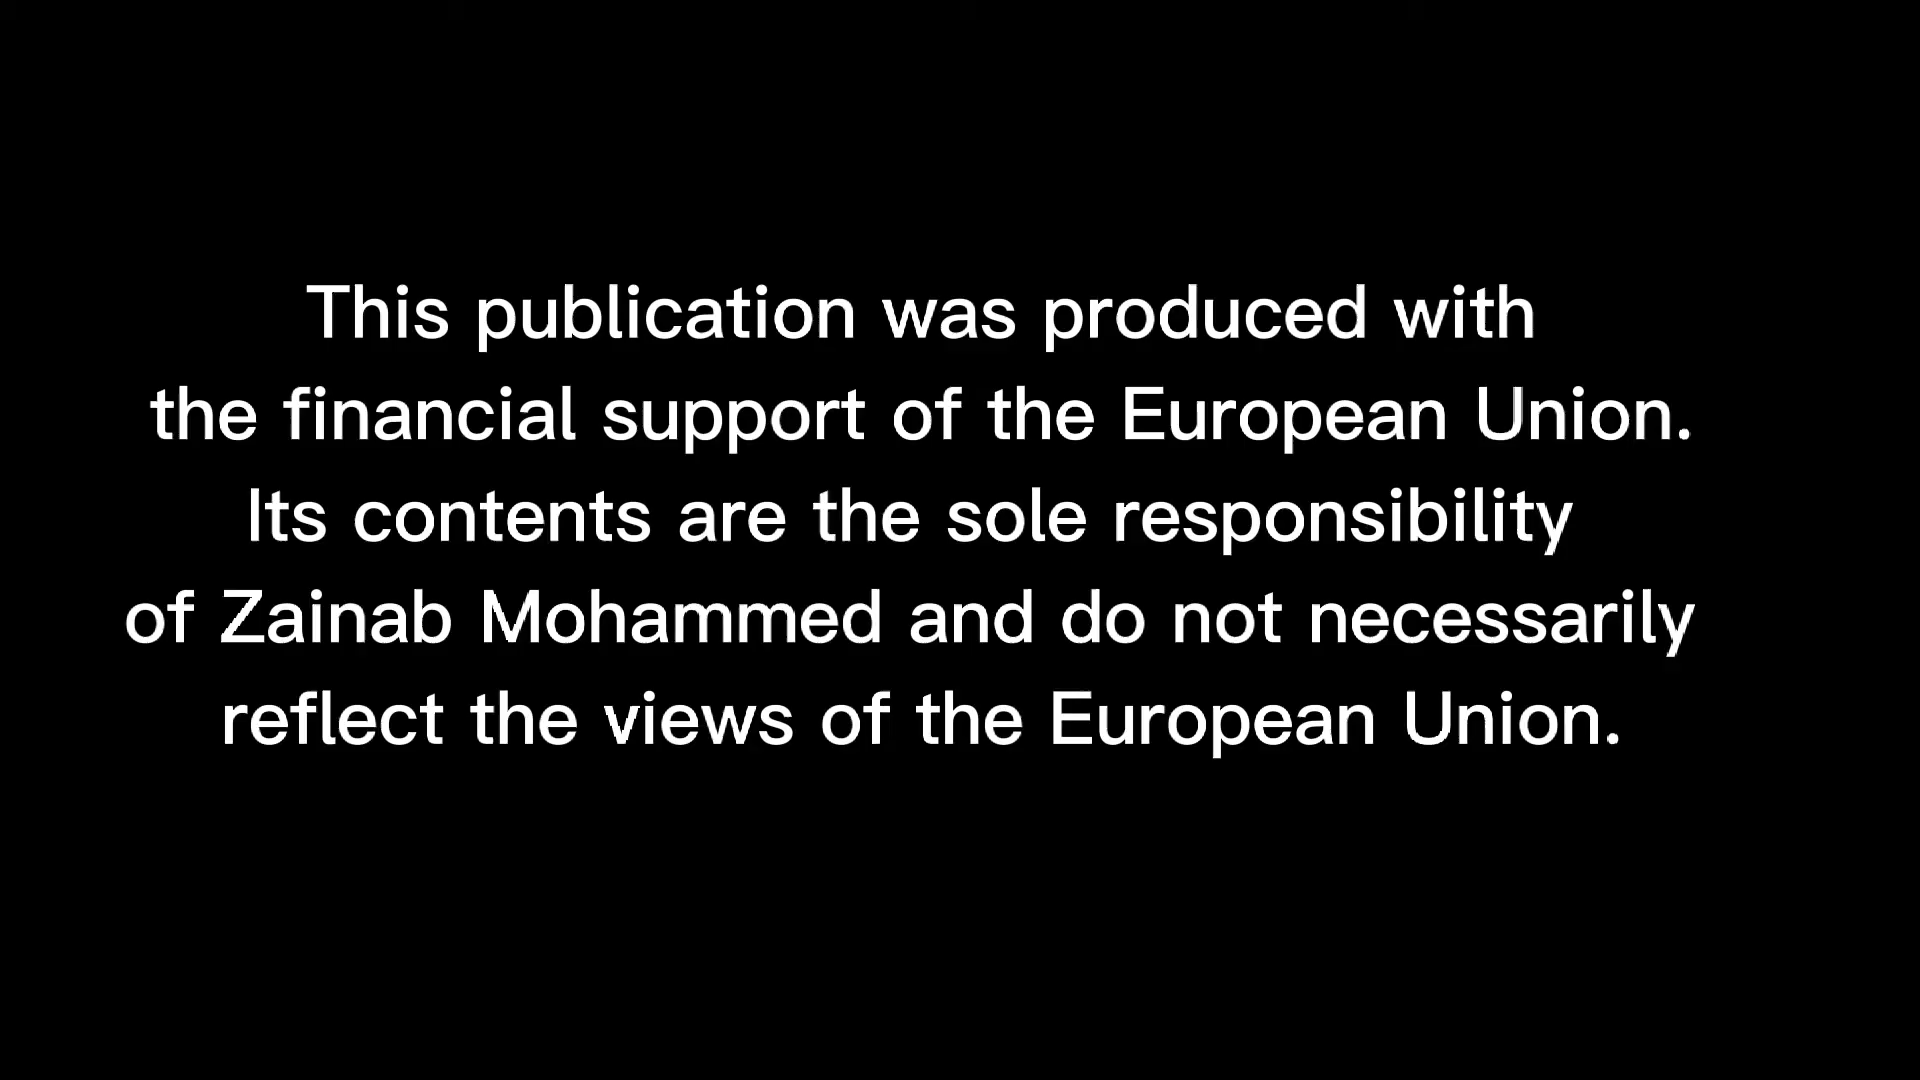 This publication was produced with
the financial support of the European Union.
Its contents are the sole responsibility
of Zainab Mohammed and do not necessarily
reflect the views of the European Union.